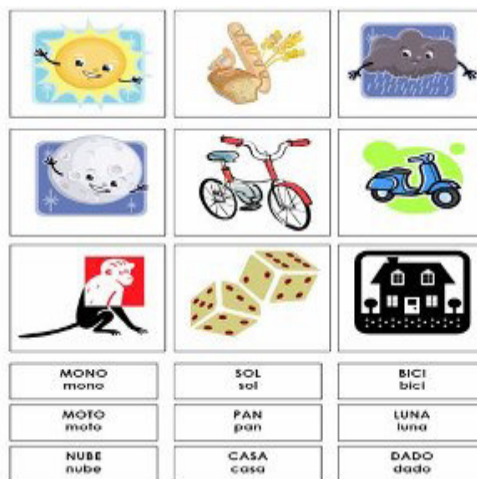 MONO
mono
SOL
sol
BICI
bici
MOTO
moto
PAN
pan
LUNA
luna
NUBE
nube
CASA
casa
DADO
dado